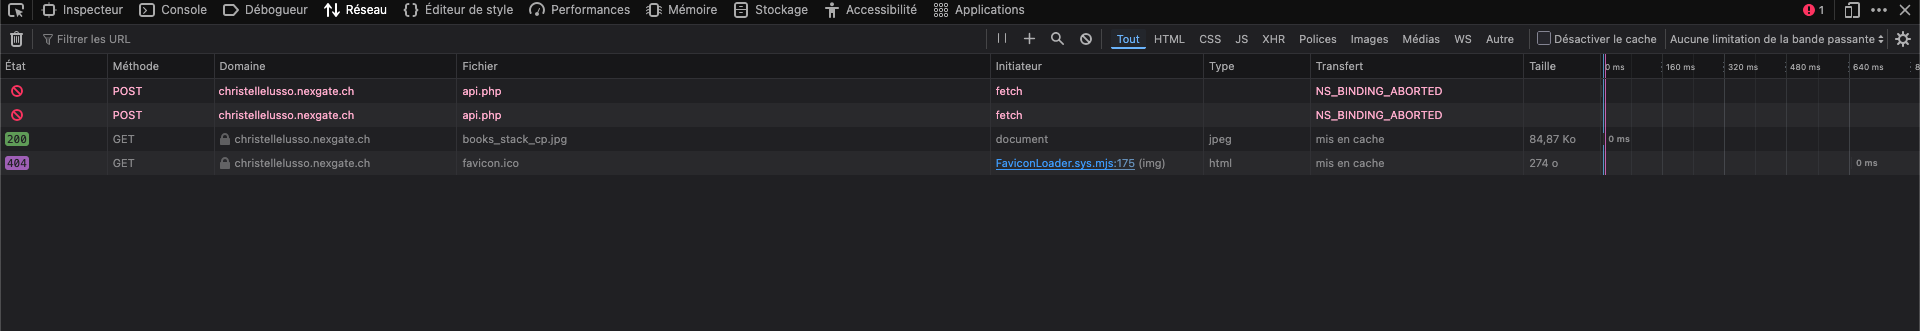 Inspecteur Console Débogueur Réseau Éditeur de style Performances Mémoire Stockage Accessibilité Applications 1
Filtrer les URL Tout HTML CSS JS XHR Polices Images Médias WS Autre Désactiver le cache Aucune limitation de la bande passante
État Méthode Domaine Fichier Initiateur Type Transfert Taille 0 ms 160 ms 320 ms 480 ms 640 ms 8
POST christellelusso.nexgate.ch api.php fetch NS_BINDING_ABORTED
POST christellelusso.nexgate.ch api.php fetch NS_BINDING_ABORTED
200 GET christellelusso.nexgate.ch books_stack_cp.jpg document jpeg mis en cache 84,87 Ko 0 ms
404 GET christellelusso.nexgate.ch favicon.ico FaviconLoader.sys.mjs:175 (img) html mis en cache 274 o 0 ms